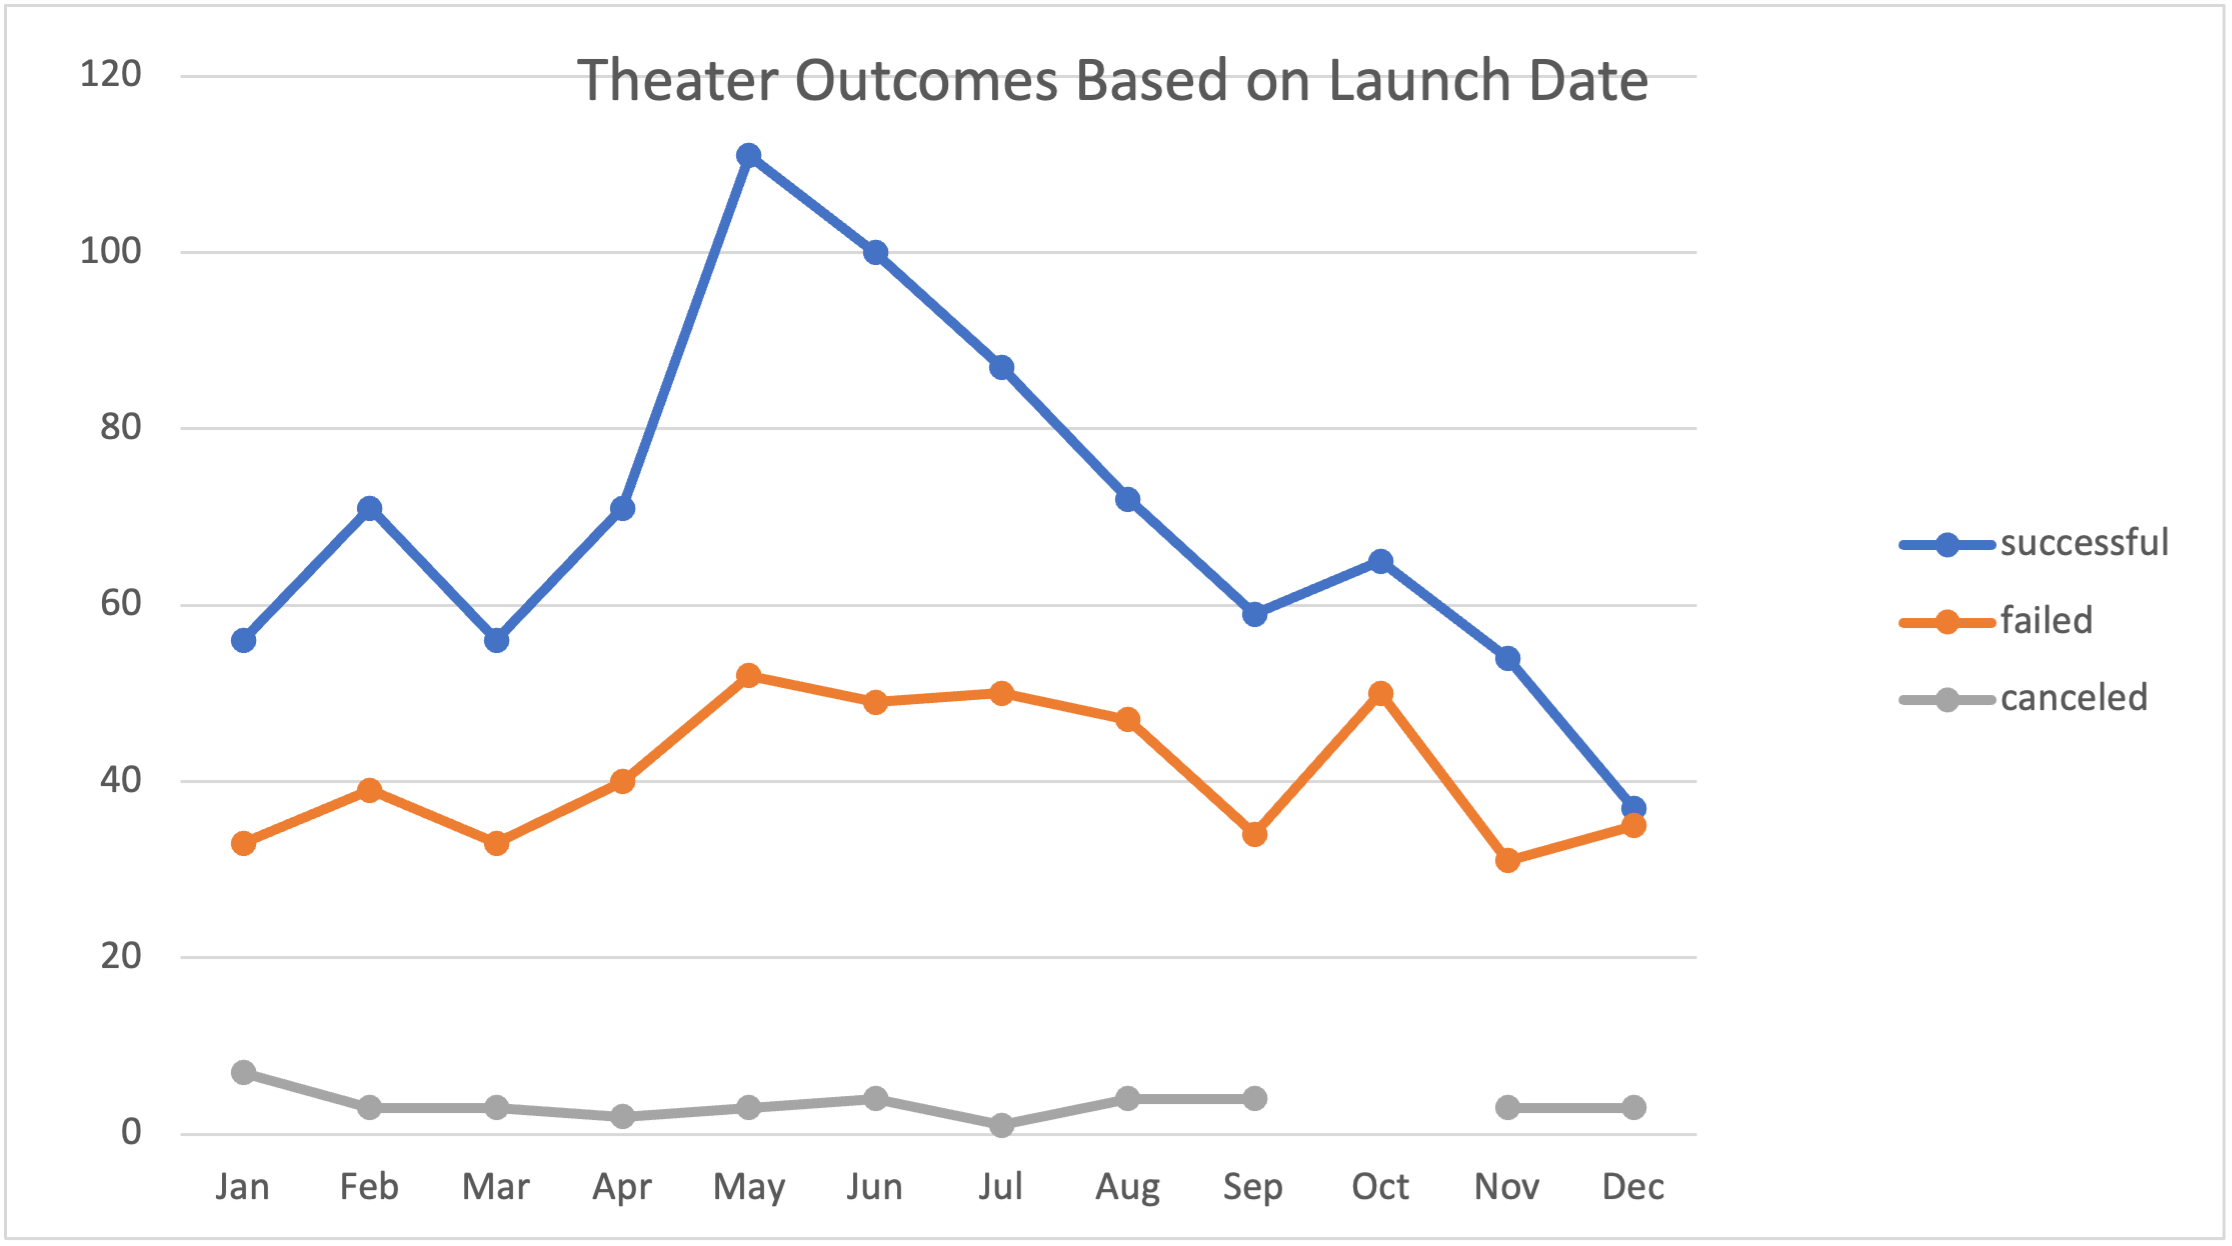 Theater Outcomes Based on Launch Date
120
100
80
60
40
20
0
Jan Feb Mar Apr May Jun Jul Aug Sep Oct Nov Dec
successful
failed
canceled